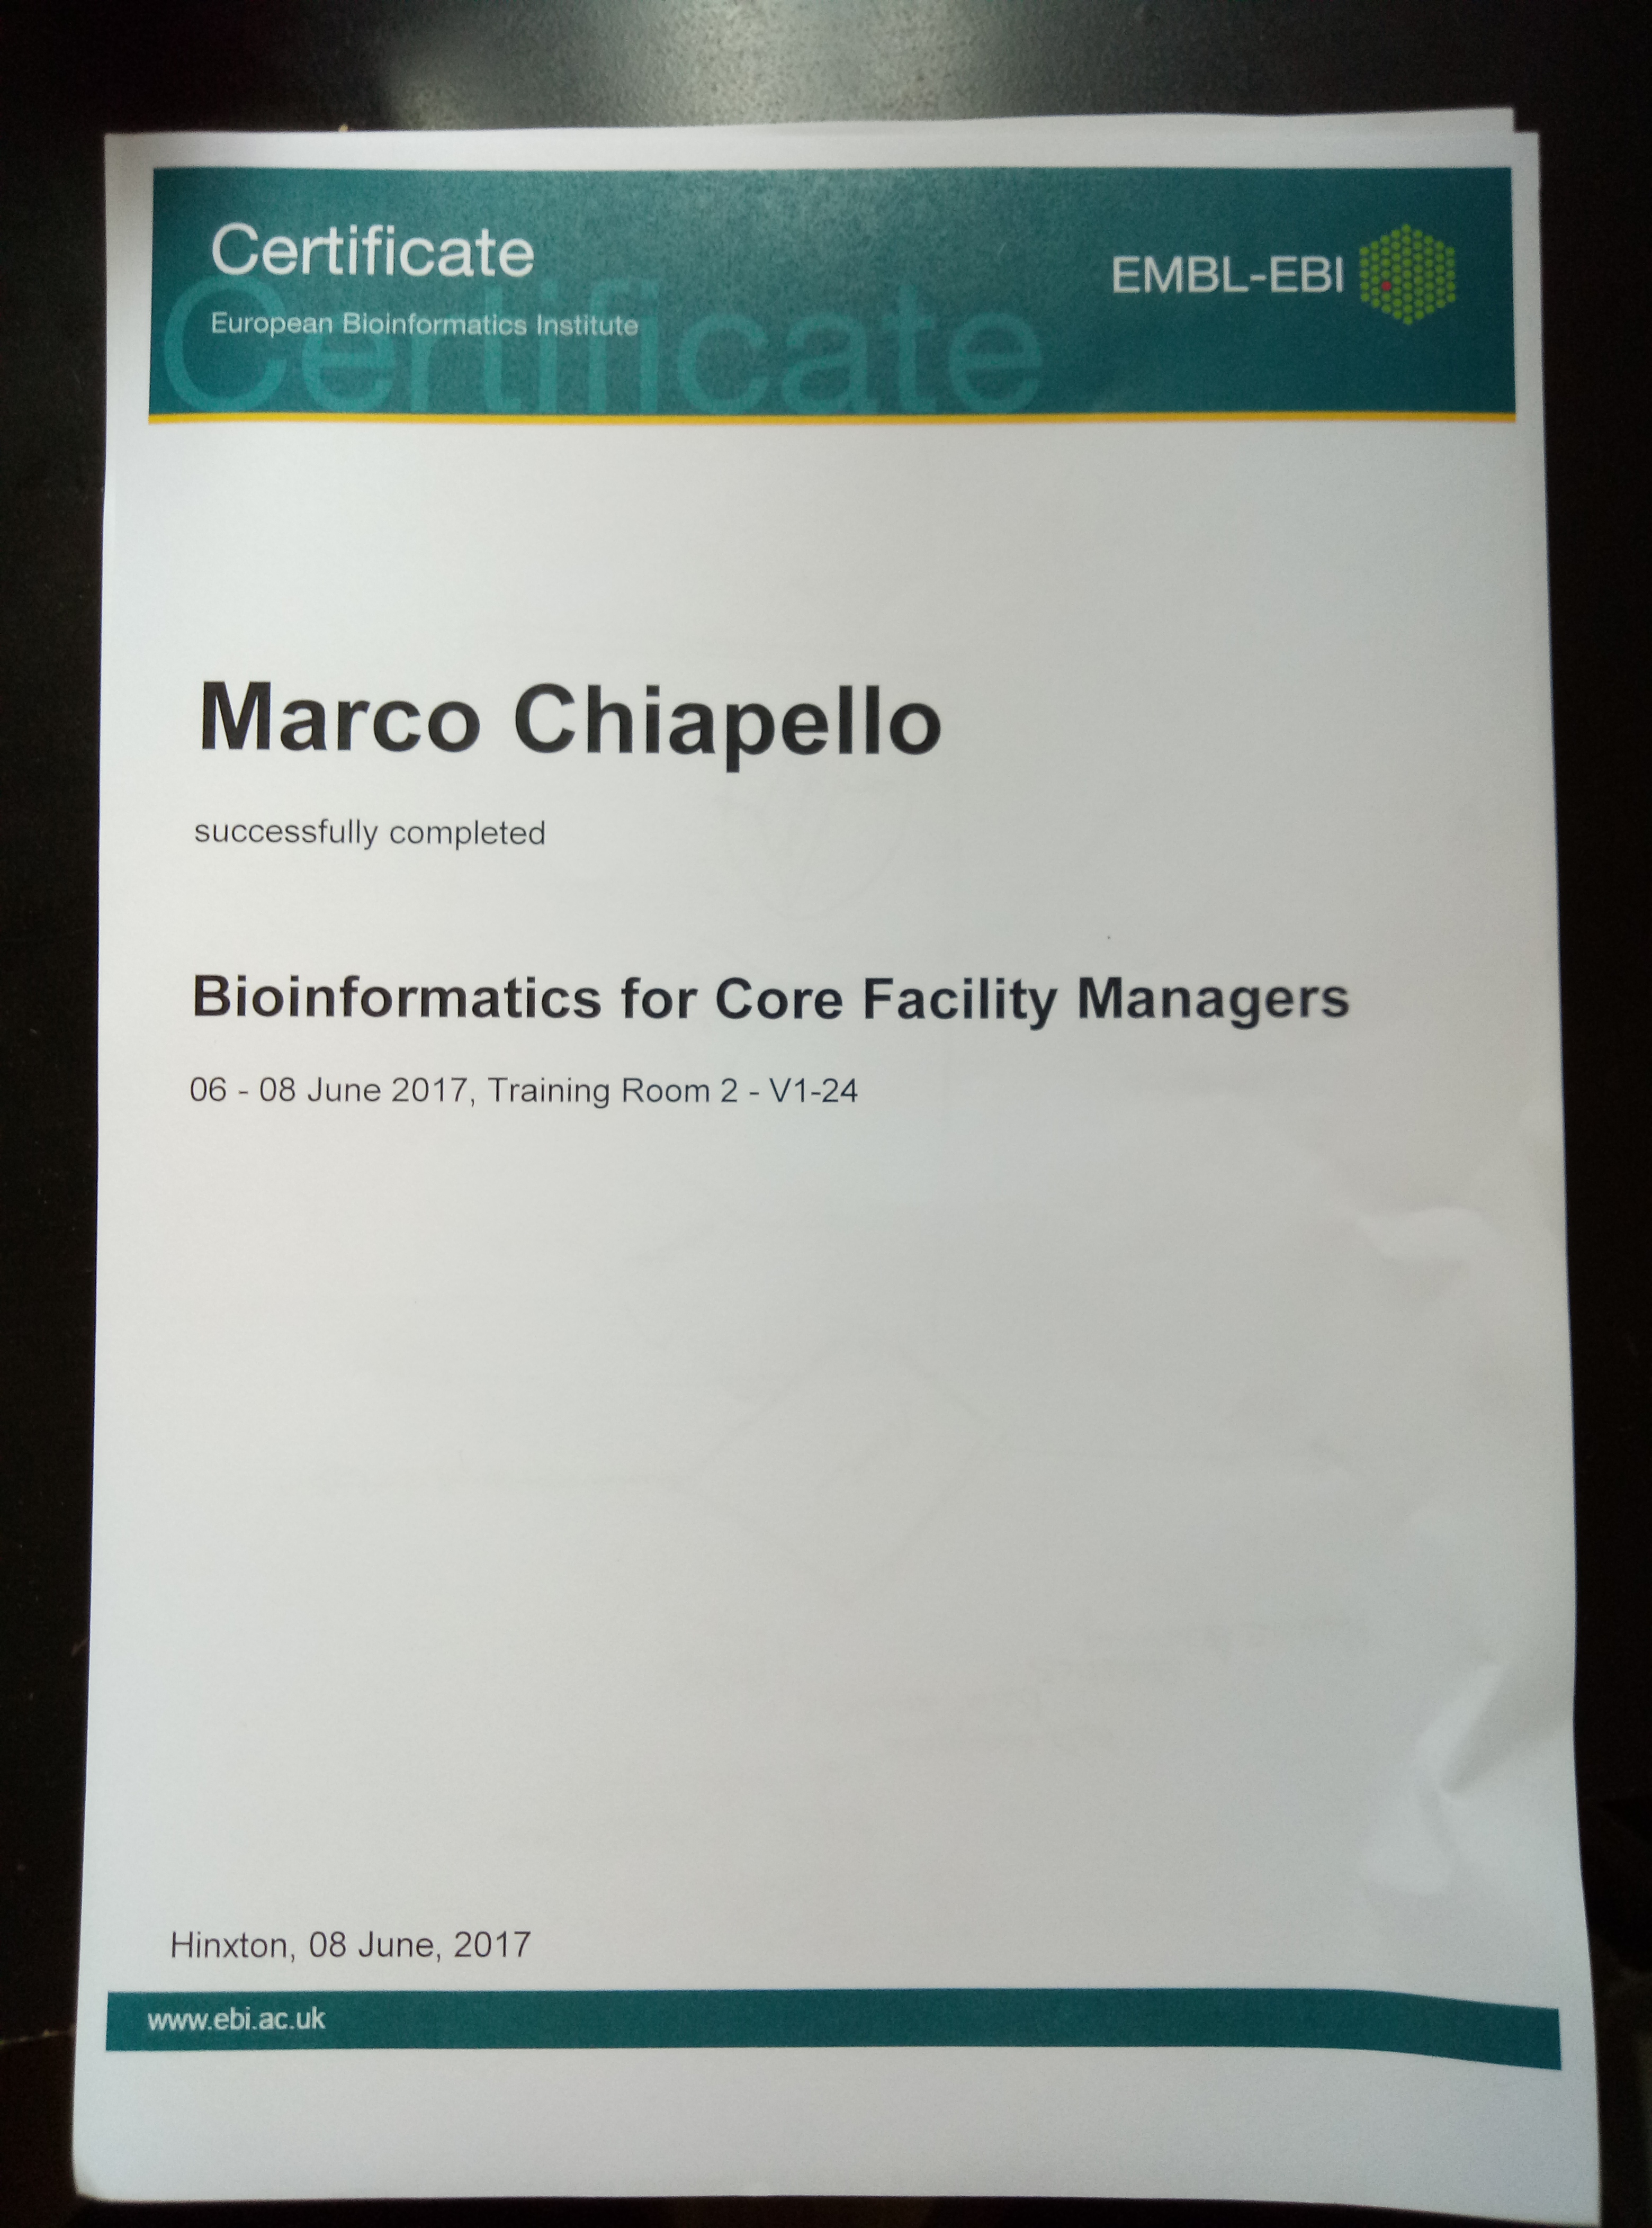 Certificate
European Bioinformatics Institute
Certificate
EMBL-EBI
Marco Chiapello
successfully completed
Bioinformatics for Core Facility Managers
06 - 08 June 2017, Training Room 2 - V1-24
Hinxton, 08 June, 2017
www.ebi.ac.uk